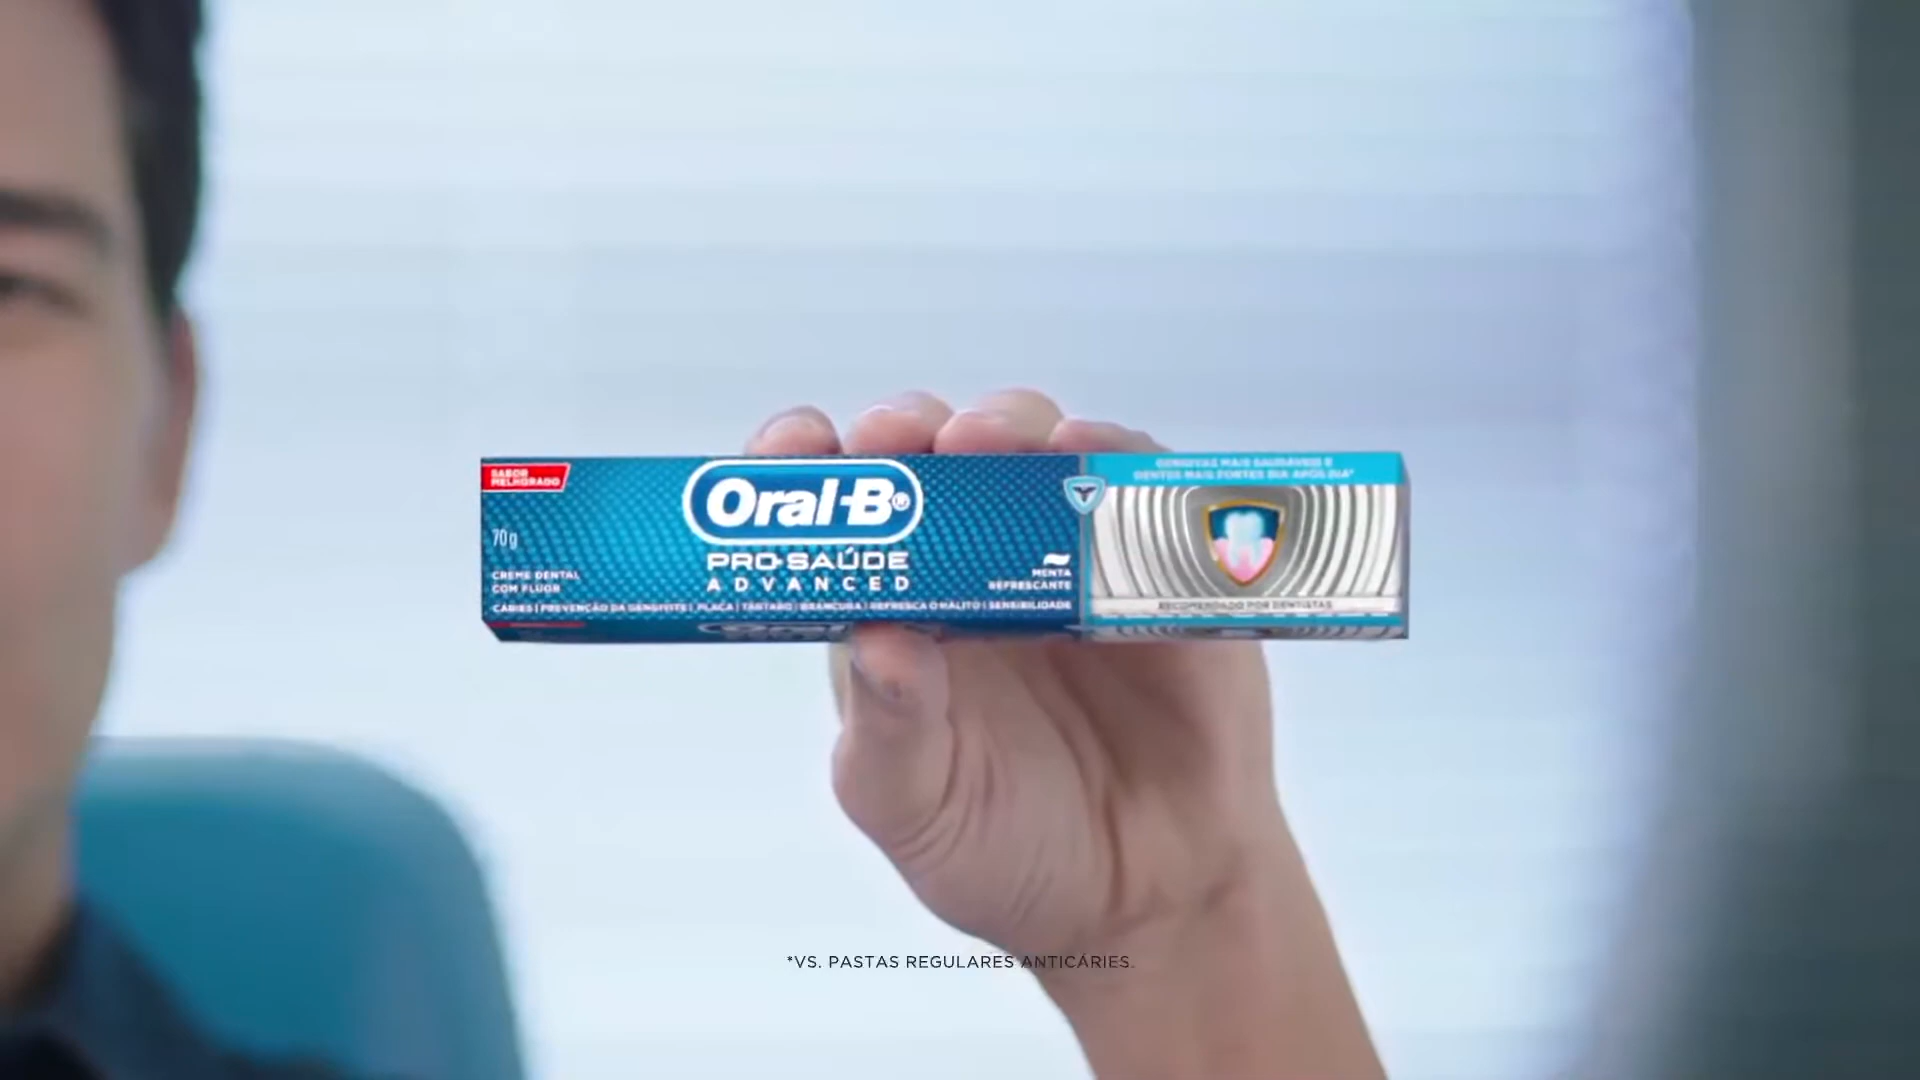 SABOR
MELHORADO
70g
CREME DENTAL
COM FLÚOR
Oral-B®
PRO-SAÚDE
ADVANCED
MENTA
REFRESCANTE
CÁRIES | PREVENÇÃO DA GENGIVITE | PLACA | TÁRTARO | BRANCURA | REFRESCA O HÁLITO | SENSIBILIDADE
GENGIVAS MAIS SAUDÁVEIS E
DENTES MAIS FORTES DIA APÓS DIA*
RECOMENDADO POR DENTISTAS
*VS. PASTAS REGULARES ANTICÁRIES.